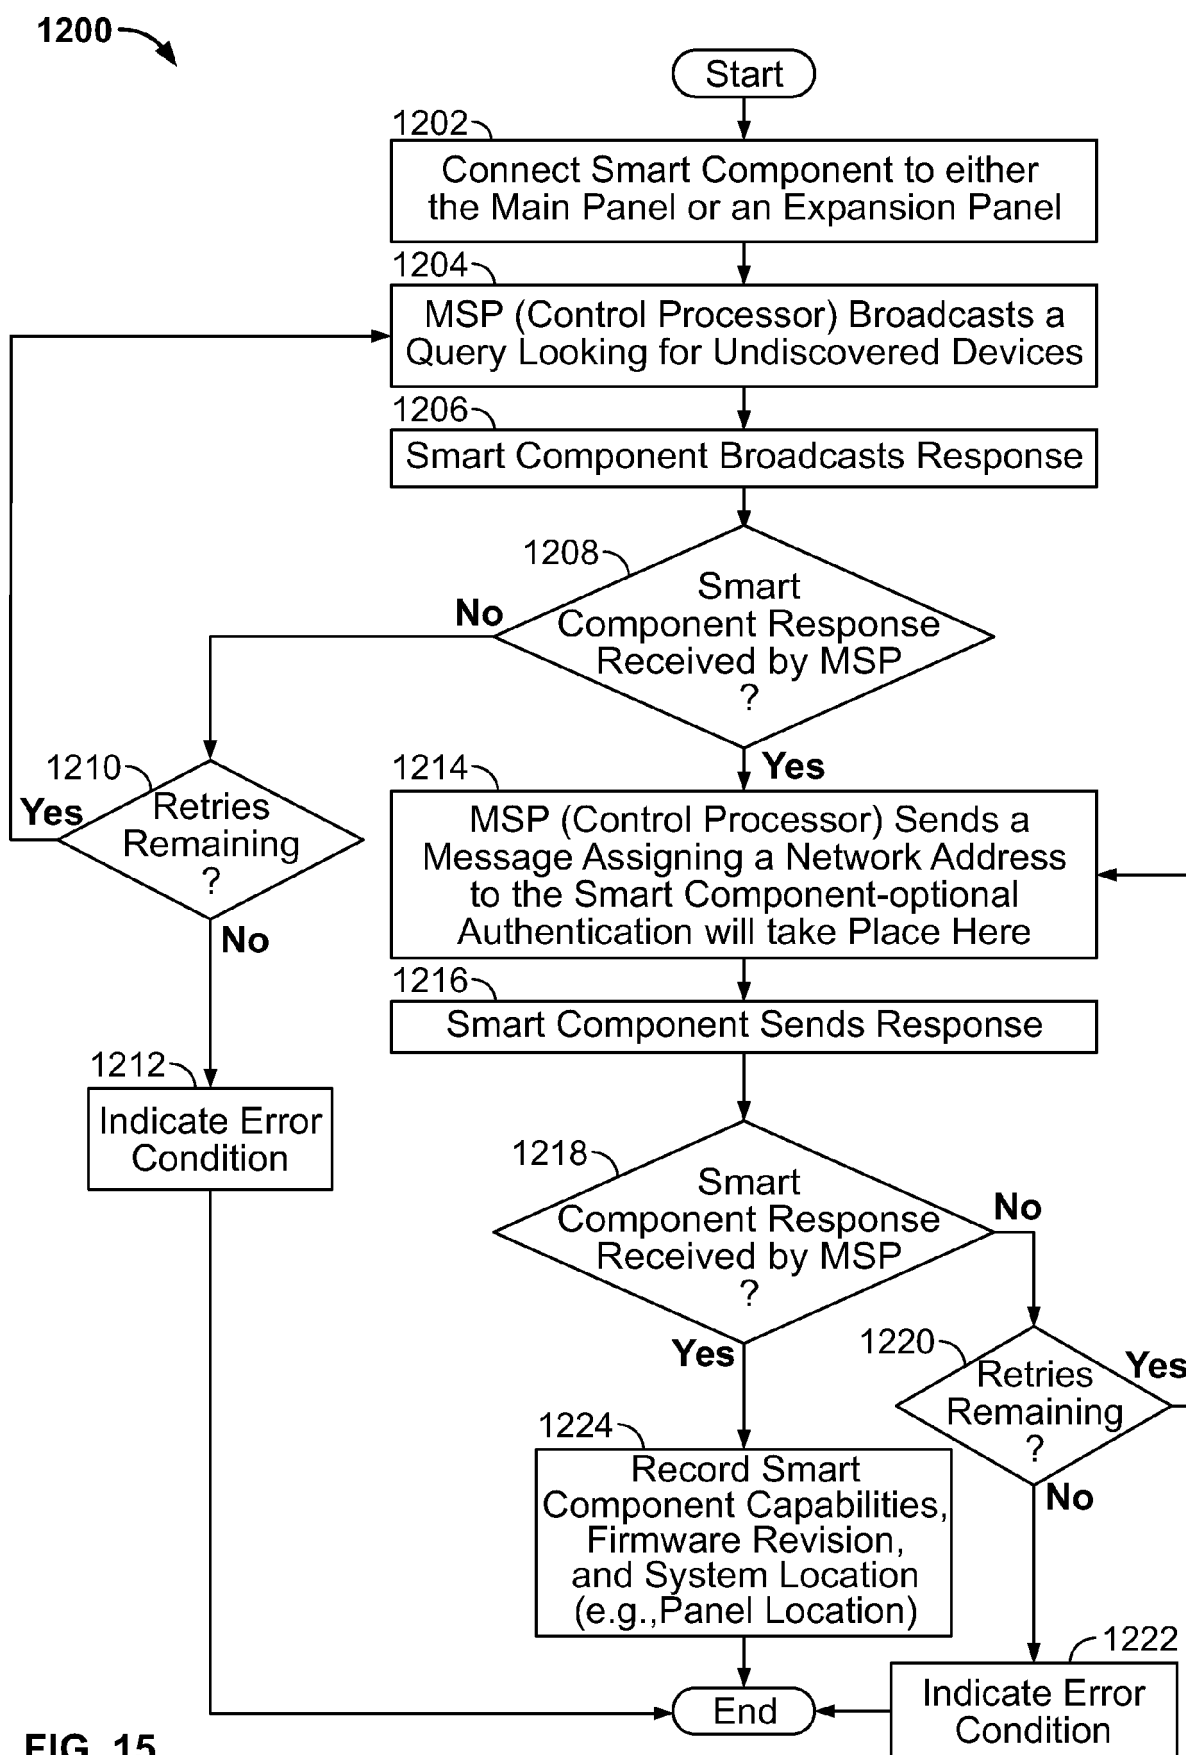 1200
Start
1202
Connect Smart Component to either
the Main Panel or an Expansion Panel
1204
MSP (Control Processor) Broadcasts a
Query Looking for Undiscovered Devices
1206
Smart Component Broadcasts Response
1208
Smart
Component Response
Received by MSP
?
No
Yes
1210
Retries
Remaining
?
Yes
No
1212
Indicate Error
Condition
1214
MSP (Control Processor) Sends a
Message Assigning a Network Address
to the Smart Component-optional
Authentication will take Place Here
1216
Smart Component Sends Response
1218
Smart
Component Response
Received by MSP
?
No
Yes
1220
Retries
Remaining
?
Yes
No
1224
Record Smart
Component Capabilities,
Firmware Revision,
and System Location
(e.g.,Panel Location)
1222
Indicate Error
Condition
End
FIG. 15